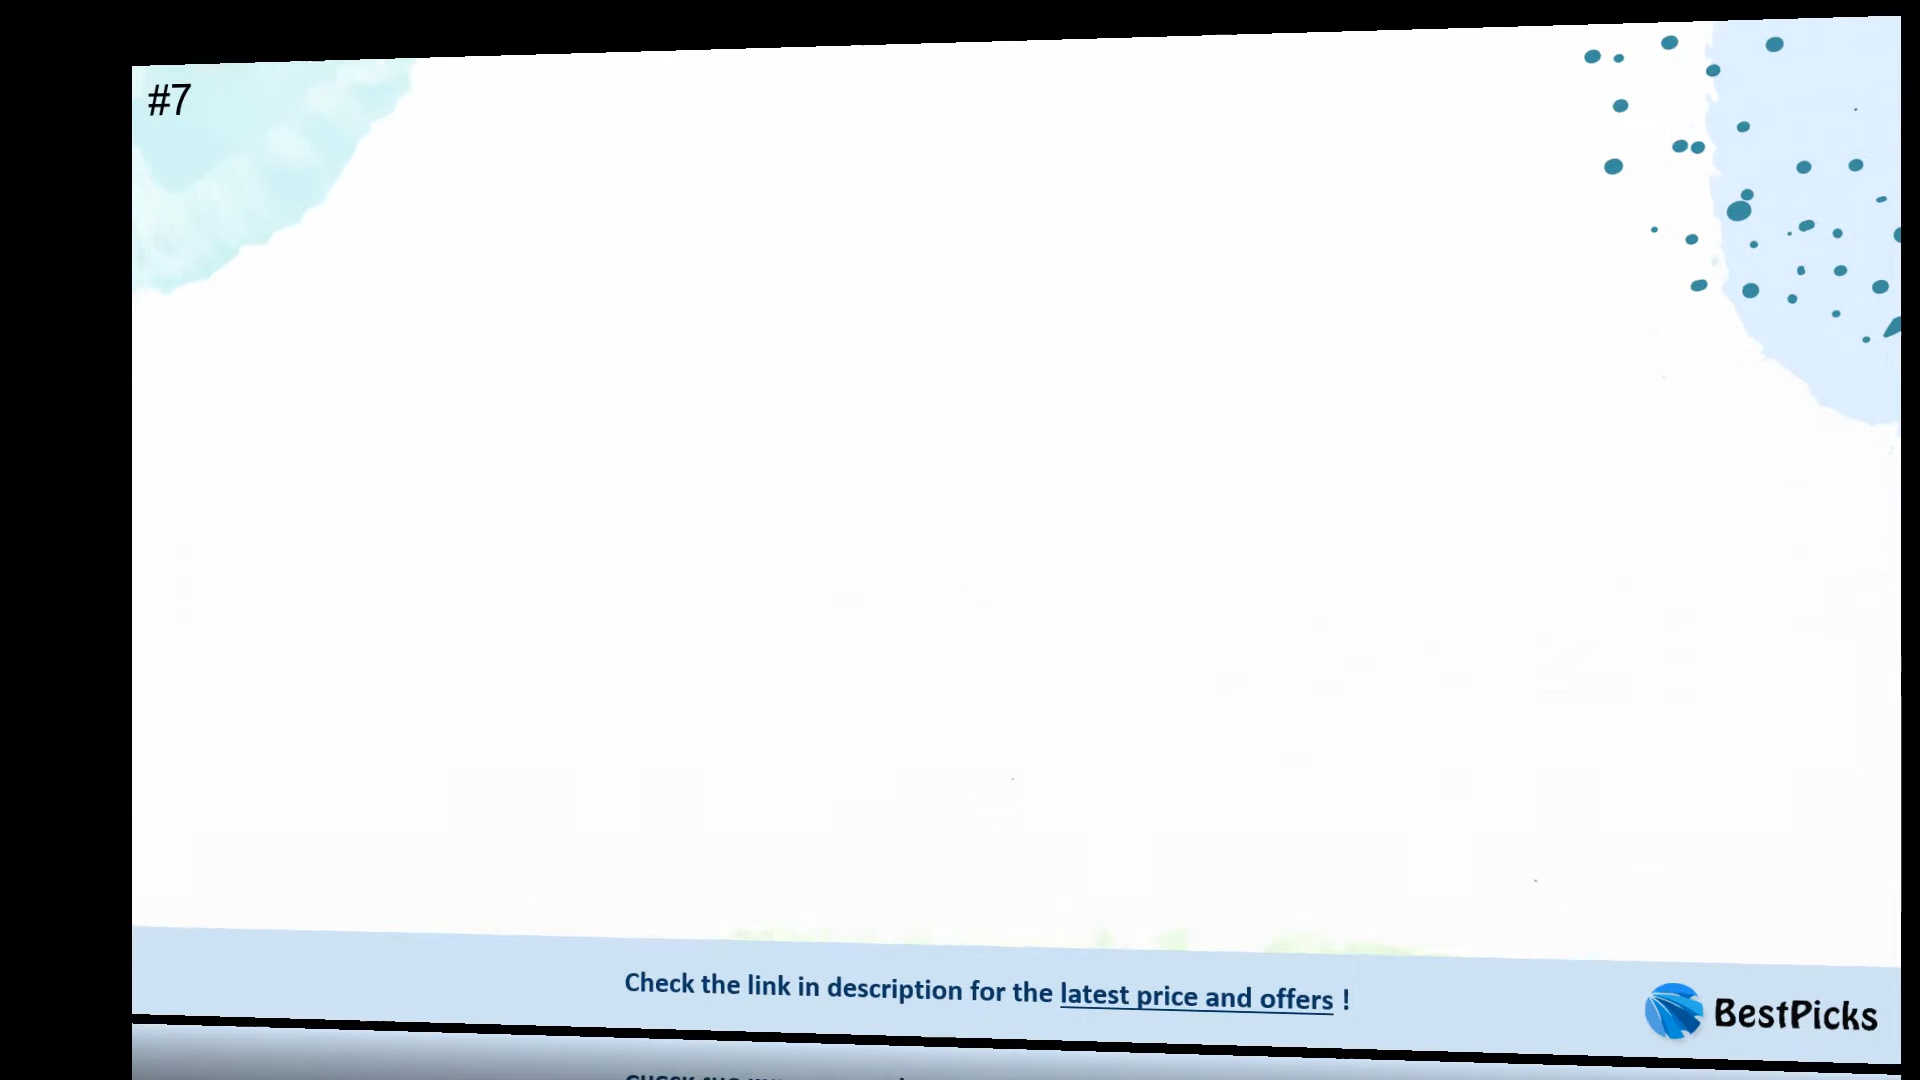 #7
Check the link in description for the latest price and offers !
BestPicks